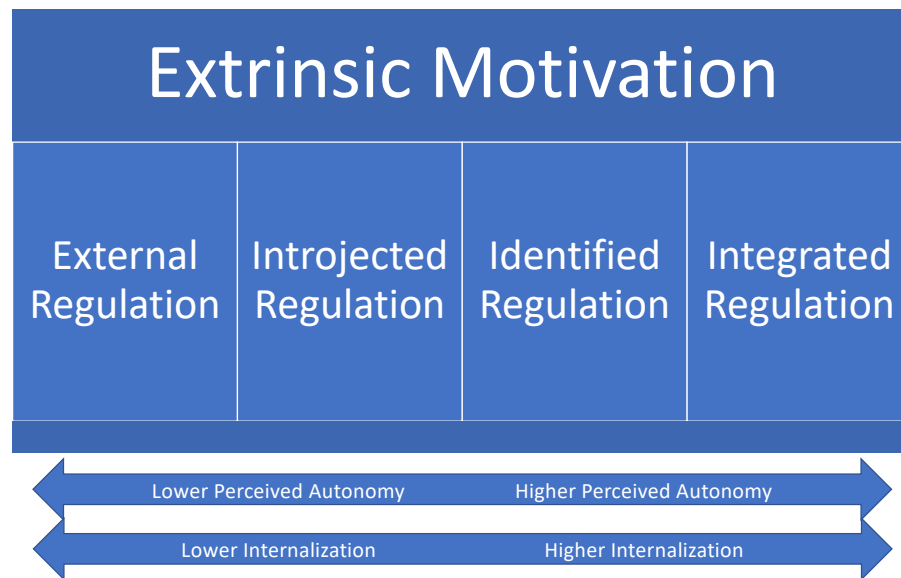 Extrinsic Motivation
External
Regulation
Introjected
Regulation
Identified
Regulation
Integrated
Regulation
Lower Perceived Autonomy
Higher Perceived Autonomy
Lower Internalization
Higher Internalization